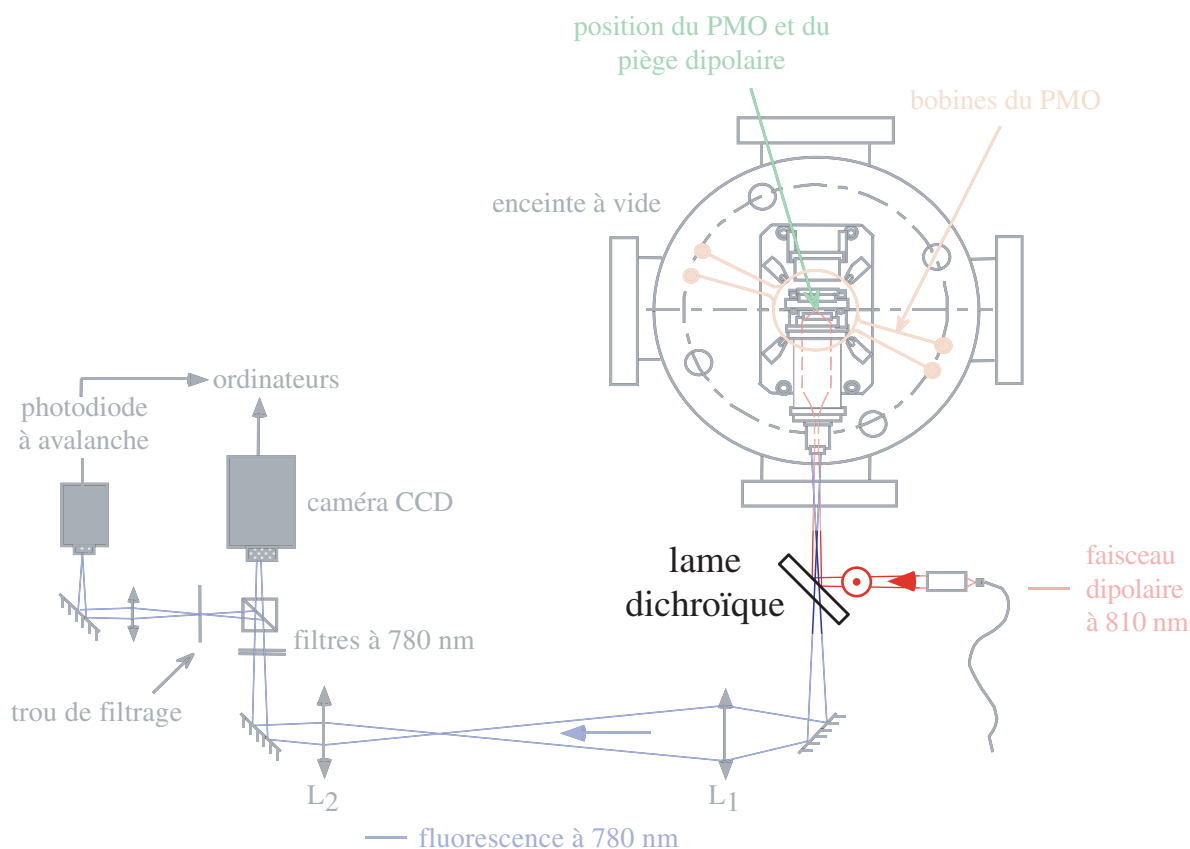 position du PMO et du
piège dipolaire
bobines du PMO
enceinte à vide
ordinateurs
photodiode
à avalanche
caméra CCD
lame
dichroïque
faisceau
dipolaire
à 810 nm
filtres à 780 nm
trou de filtrage
L2
L1
fluorescence à 780 nm